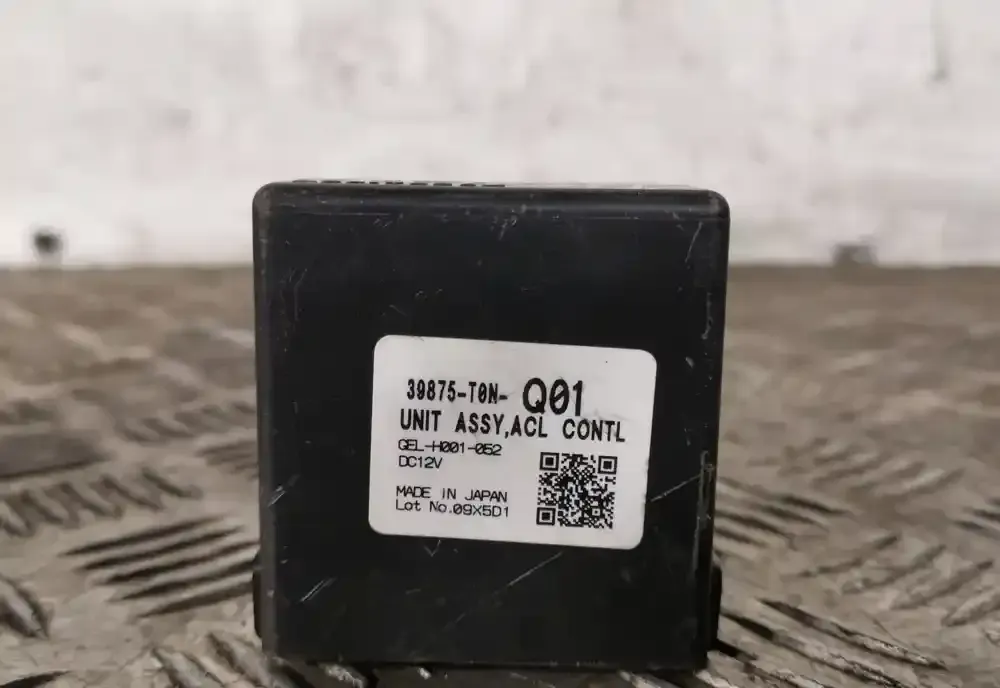 39875-T0N- Q01
UNIT ASSY,ACL CONTL
GEL-H001-052
DC12V
MADE IN JAPAN
Lot No.09X5D1